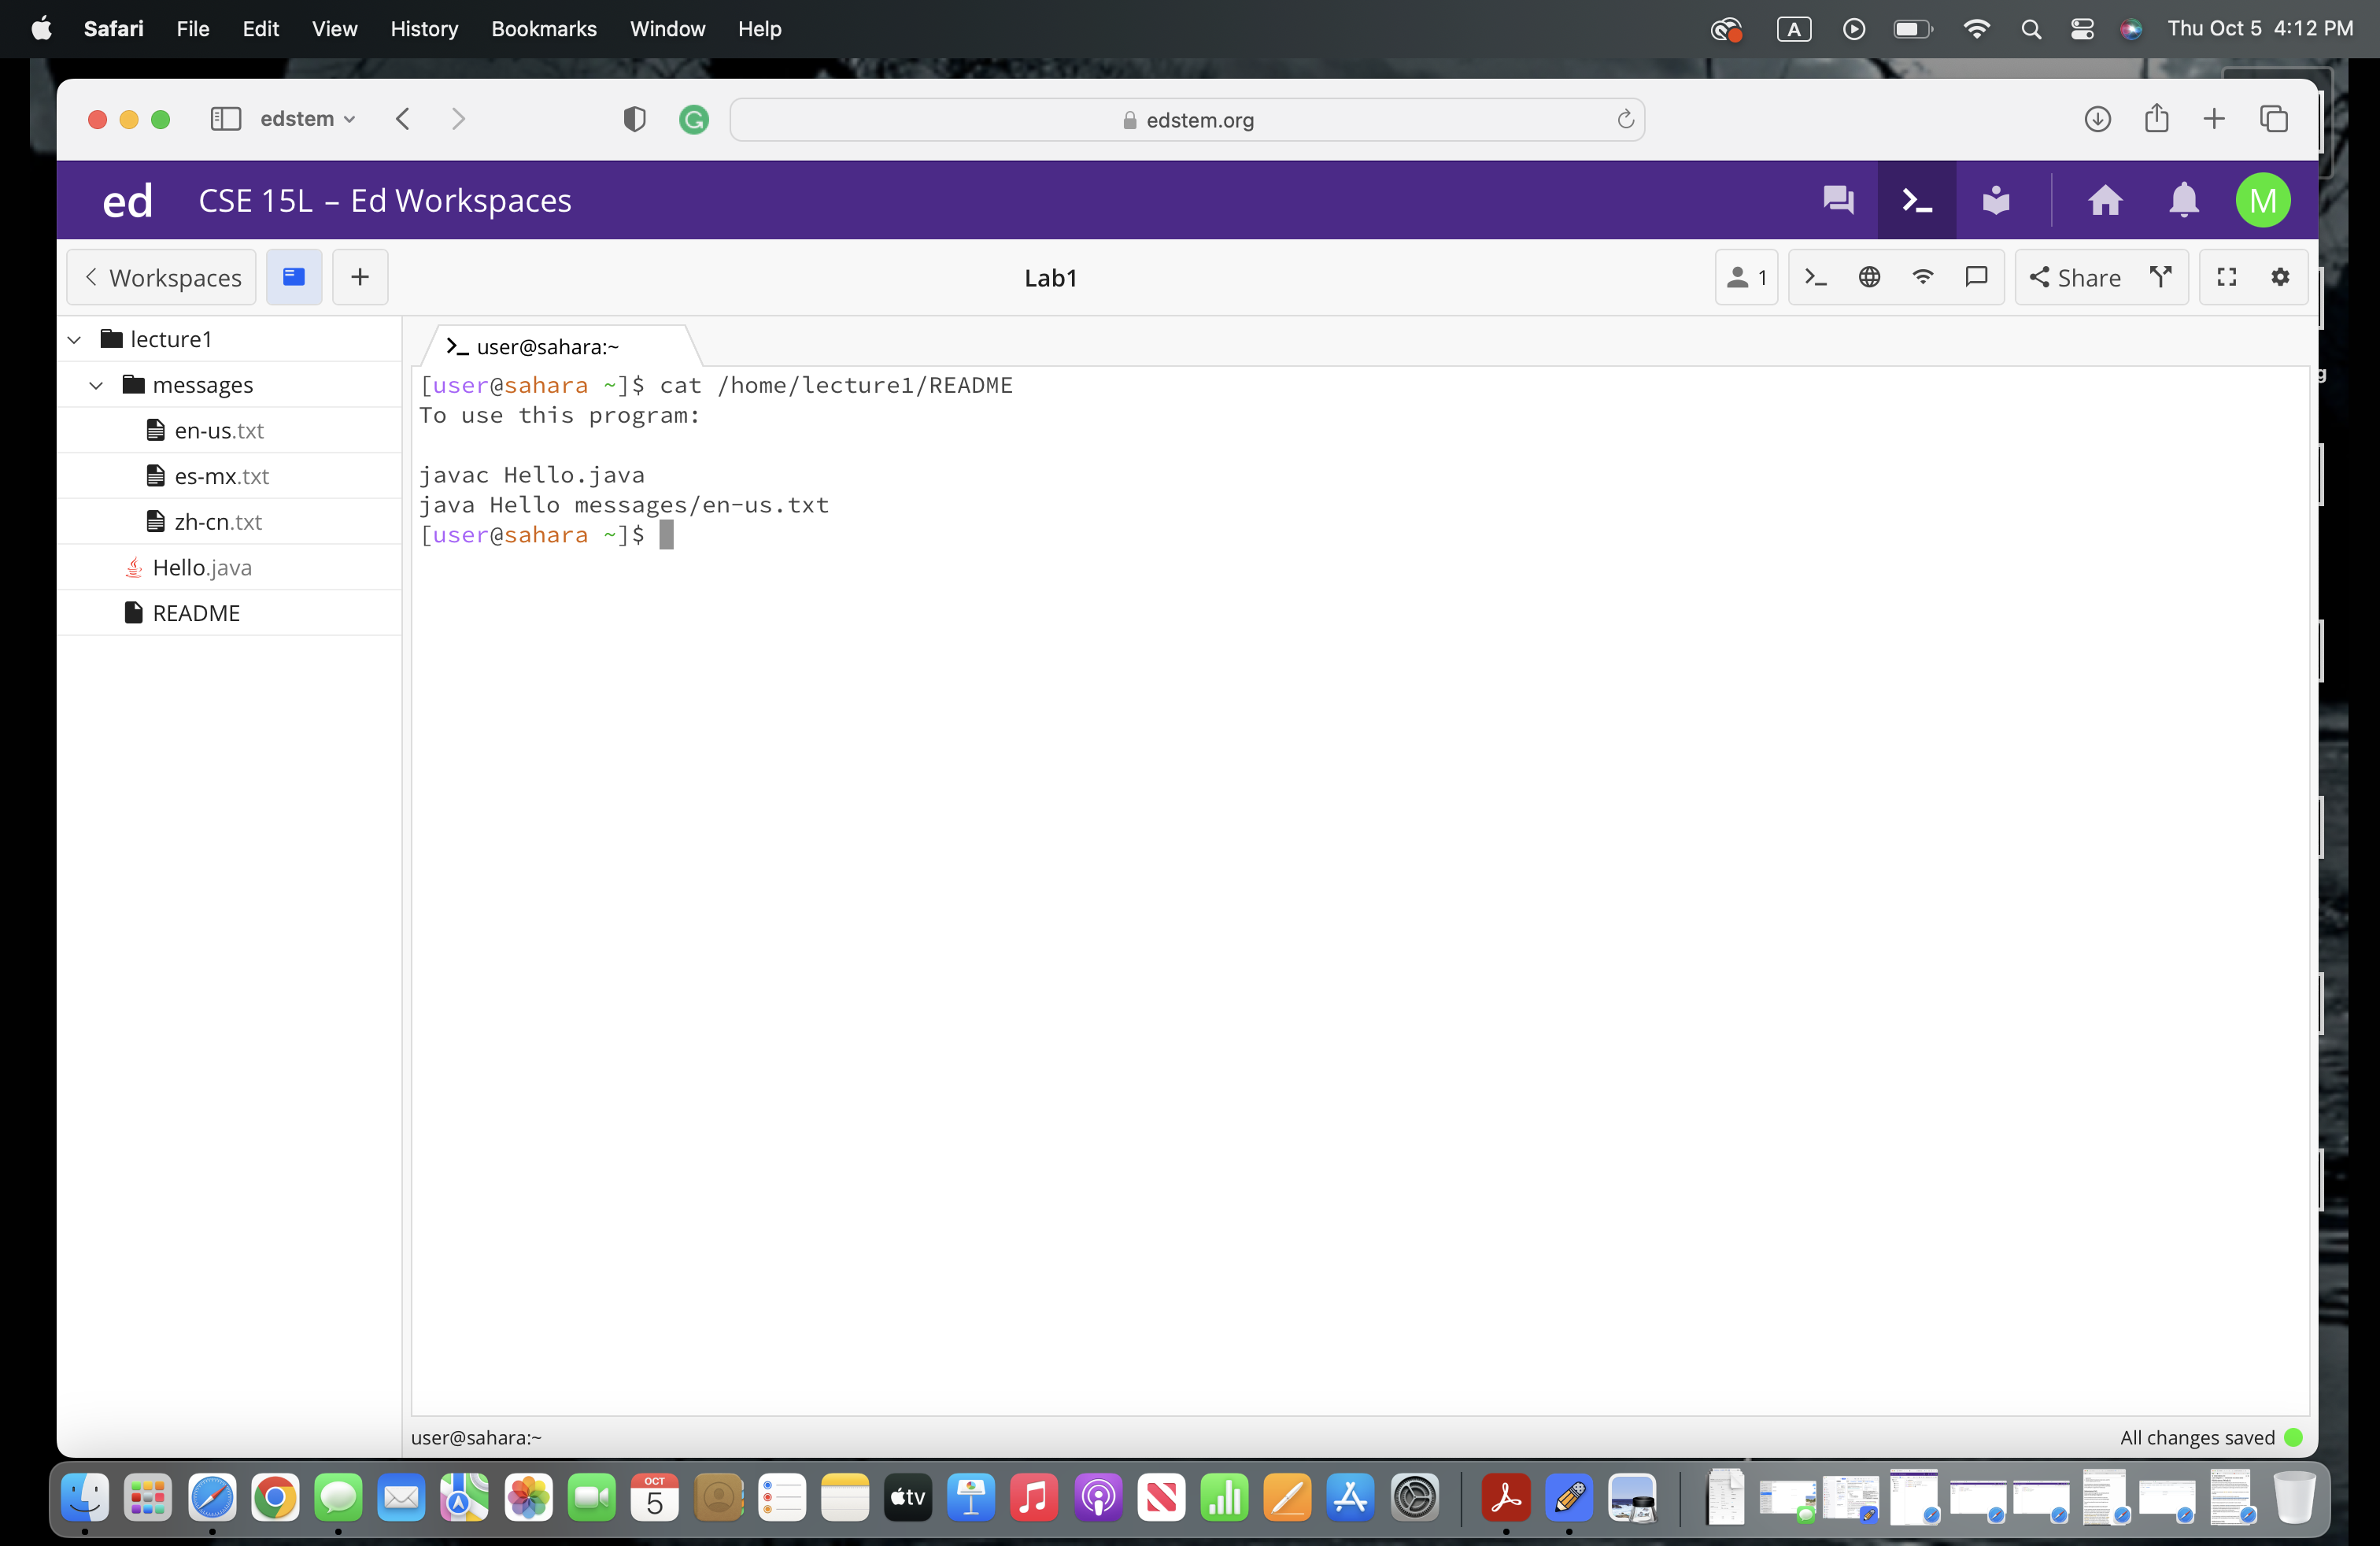 Safari File Edit View History Bookmarks Window Help A Thu Oct 5 4:12 PM
edstem edstem.org
ed CSE 15L – Ed Workspaces M
Workspaces Lab1 1 Share
lecture1
messages
en-us.txt
es-mx.txt
zh-cn.txt
Hello.java
README
user@sahara:~
[user@sahara ~]$ cat /home/lecture1/README
To use this program:
javac Hello.java
java Hello messages/en-us.txt
[user@sahara ~]$
user@sahara:~ All changes saved
OCT
5
tv